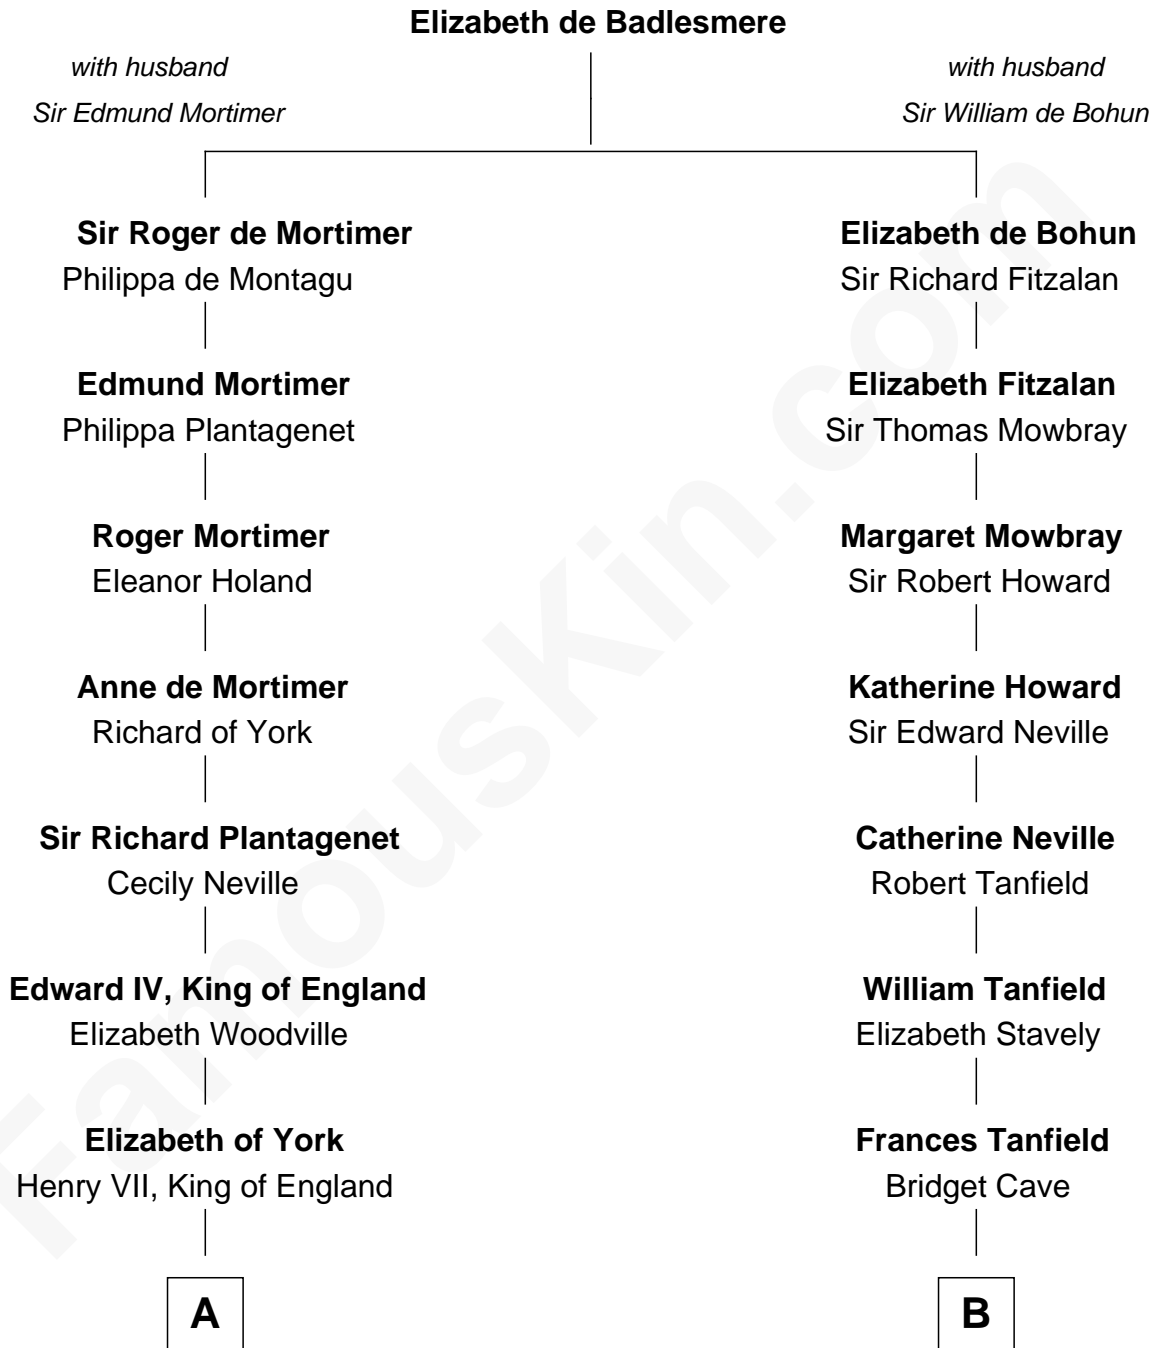 Elizabeth de Badlesmere
with husband
Sir Edmund Mortimer
with husband
Sir William de Bohun
Sir Roger de Mortimer
Philippa de Montagu
Elizabeth de Bohun
Sir Richard Fitzalan
Edmund Mortimer
Philippa Plantagenet
Elizabeth Fitzalan
Sir Thomas Mowbray
Roger Mortimer
Eleanor Holand
Margaret Mowbray
Sir Robert Howard
Anne de Mortimer
Richard of York
Katherine Howard
Sir Edward Neville
Sir Richard Plantagenet
Cecily Neville
Catherine Neville
Robert Tanfield
Edward IV, King of England
Elizabeth Woodville
William Tanfield
Elizabeth Stavely
Elizabeth of York
Henry VII, King of England
Frances Tanfield
Bridget Cave
A
B
FamousKin.com